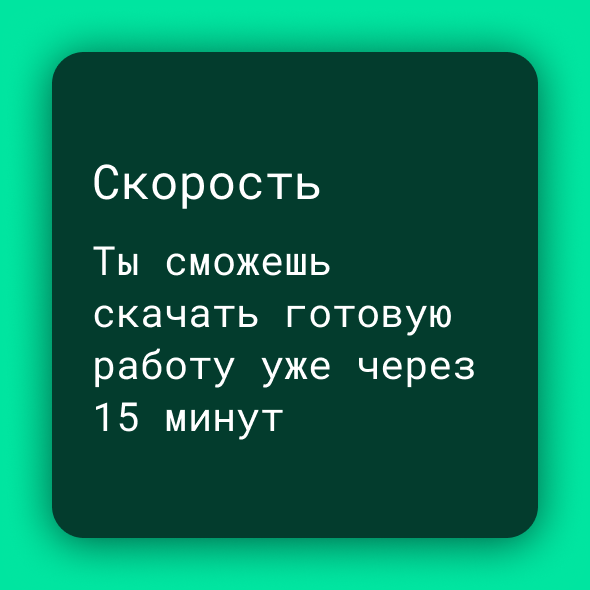 Скорость
Ты сможешь
скачать готовую
работу уже через
15 минут